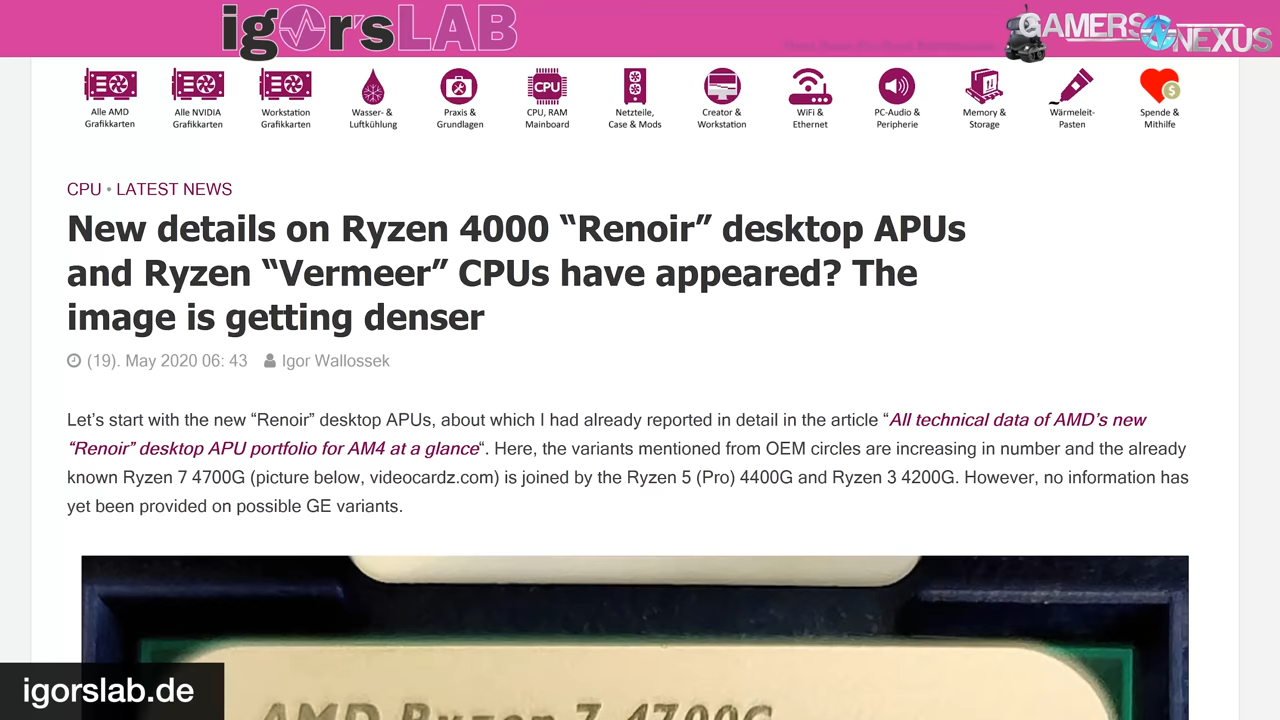 igor'sLAB
GAMERS NEXUS
Alle AMD Grafikkarten
Alle NVIDIA Grafikkarten
Workstation Grafikkarten
Wasser- & Luftkühlung
Praxis & Grundlagen
CPU
CPU, RAM Mainboard
Netzteile, Case & Mods
Creator & Workstation
WiFi & Ethernet
PC-Audio & Peripherie
Memory & Storage
Wärmeleit-Pasten
$
Spende & Mithilfe
CPU • LATEST NEWS
New details on Ryzen 4000 “Renoir” desktop APUs
and Ryzen “Vermeer” CPUs have appeared? The
image is getting denser
(19). May 2020 06: 43 Igor Wallossek
Let’s start with the new “Renoir” desktop APUs, about which I had already reported in detail in the article “All technical data of AMD’s new
“Renoir” desktop APU portfolio for AM4 at a glance“. Here, the variants mentioned from OEM circles are increasing in number and the already
known Ryzen 7 4700G (picture below, videocardz.com) is joined by the Ryzen 5 (Pro) 4400G and Ryzen 3 4200G. However, no information has
yet been provided on possible GE variants.
AMD Ryzen 7 4700G
igorslab.de